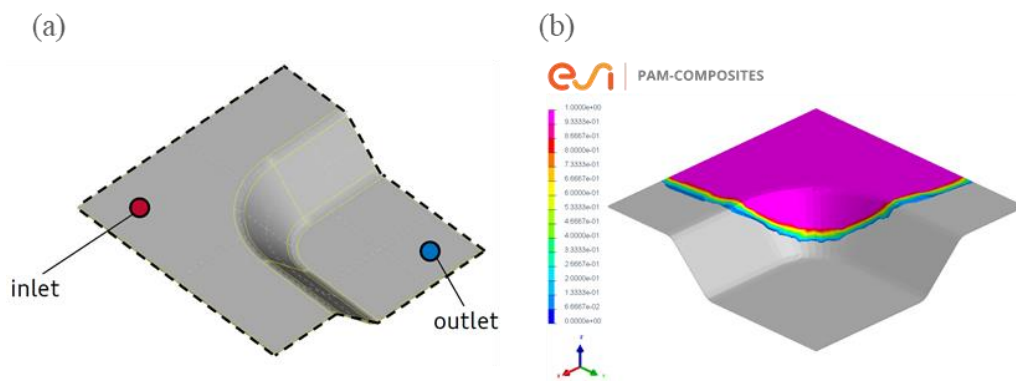 (a)
inlet
outlet
(b)
esi | PAM-COMPOSITES
1.0000e+00
9.3333e-01
8.6667e-01
8.0000e-01
7.3333e-01
6.6667e-01
6.0000e-01
5.3333e-01
4.6667e-01
4.0000e-01
3.3333e-01
2.6667e-01
2.0000e-01
1.3333e-01
6.6667e-02
0.0000e+00